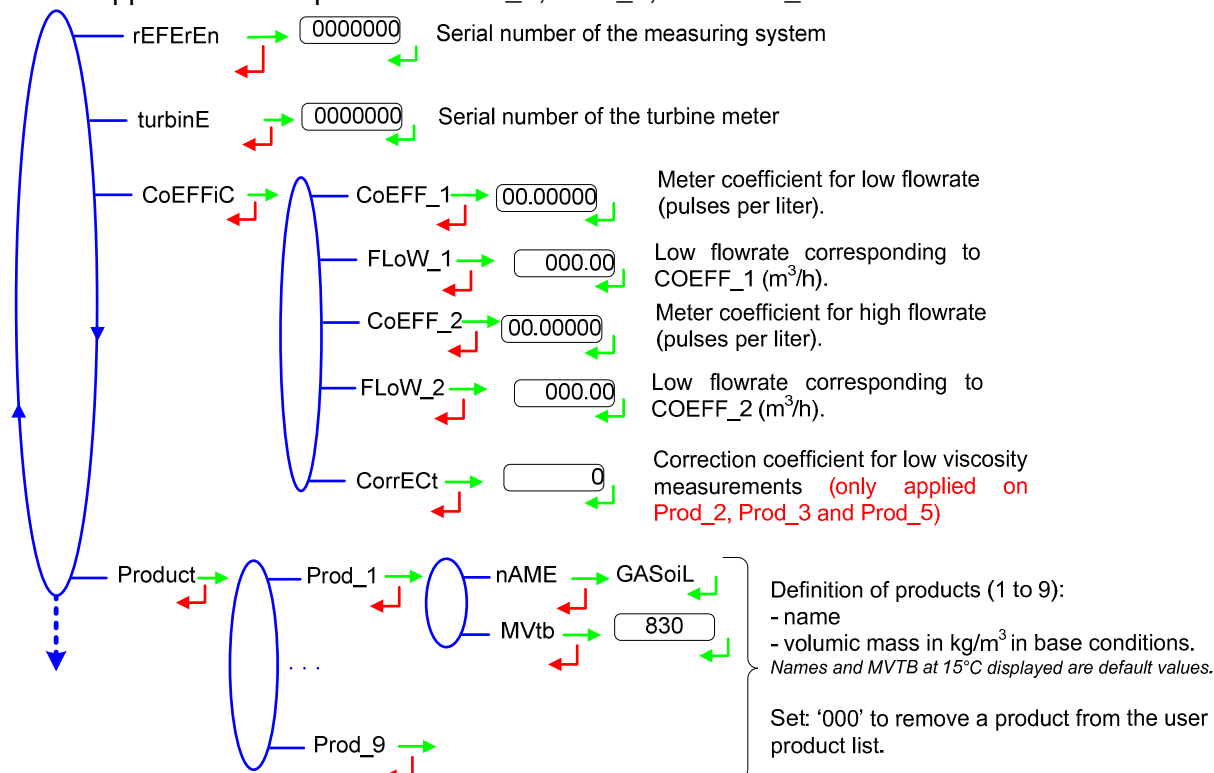 rEFErEn 0000000 Serial number of the measuring system
turbinE 0000000 Serial number of the turbine meter
CoEFFiC CoEFF_1 00.00000 Meter coefficient for low flowrate
(pulses per liter).
FLoW_1 000.00 Low flowrate corresponding to
COEFF_1 (m³/h).
CoEFF_2 00.00000 Meter coefficient for high flowrate
(pulses per liter).
FLoW_2 000.00 Low flowrate corresponding to
COEFF_2 (m³/h).
CorrECt 0 Correction coefficient for low viscosity
measurements (only applied on
Prod_2, Prod_3 and Prod_5)
Product Prod_1 nAME GASoiL
MVtb 830
. . .
Prod_9
Definition of products (1 to 9):
- name
- volumic mass in kg/m³ in base conditions.
Names and MVTB at 15°C displayed are default values.
Set: '000' to remove a product from the user
product list.